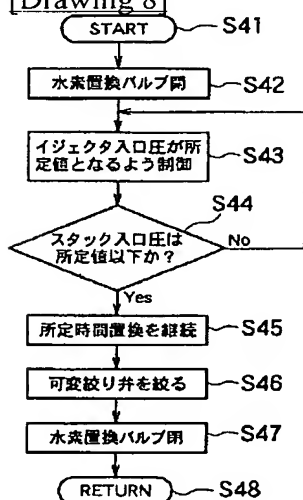 [Drawing 8]
START S41
水素置換バルブ開 S42
イジェクタ入口圧が所 S43
定値となるよう制御
S44
スタック入口圧は No
所定値以下か?
Yes
所定時間置換を継続 S45
可変絞り弁を絞る S46
水素置換バルブ閉 S47
RETURN S48